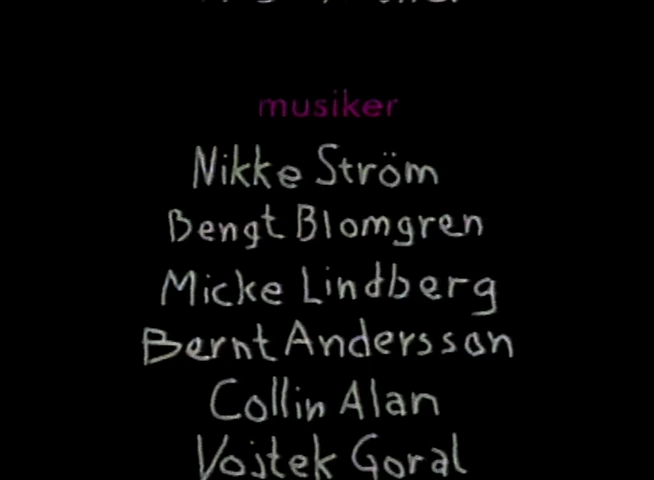 musiker
Nikke Ström
Bengt Blomgren
Micke Lindberg
Bernt Andersson
Collin Alan
Vojtek Goral